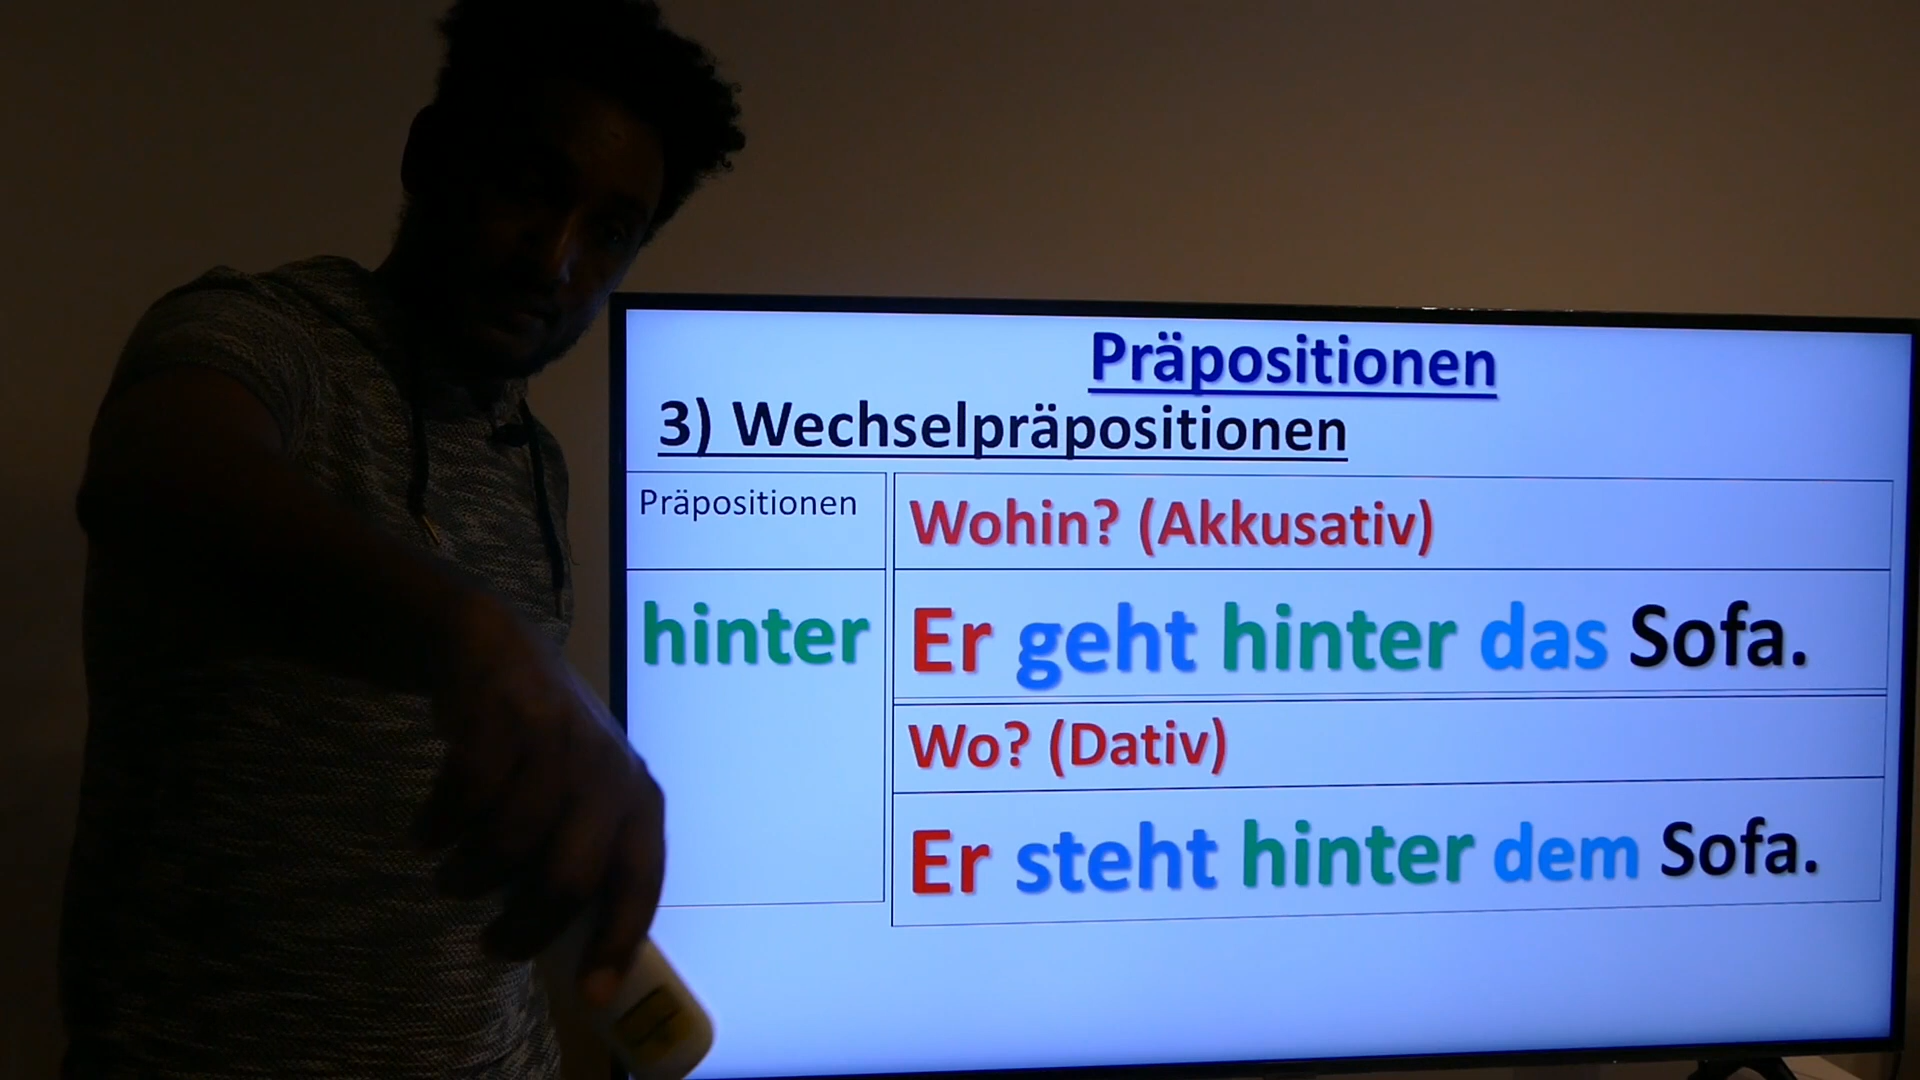 Präpositionen
3) Wechselpräpositionen
Präpositionen
Wohin? (Akkusativ)
hinter
Er geht hinter das Sofa.
Wo? (Dativ)
Er steht hinter dem Sofa.